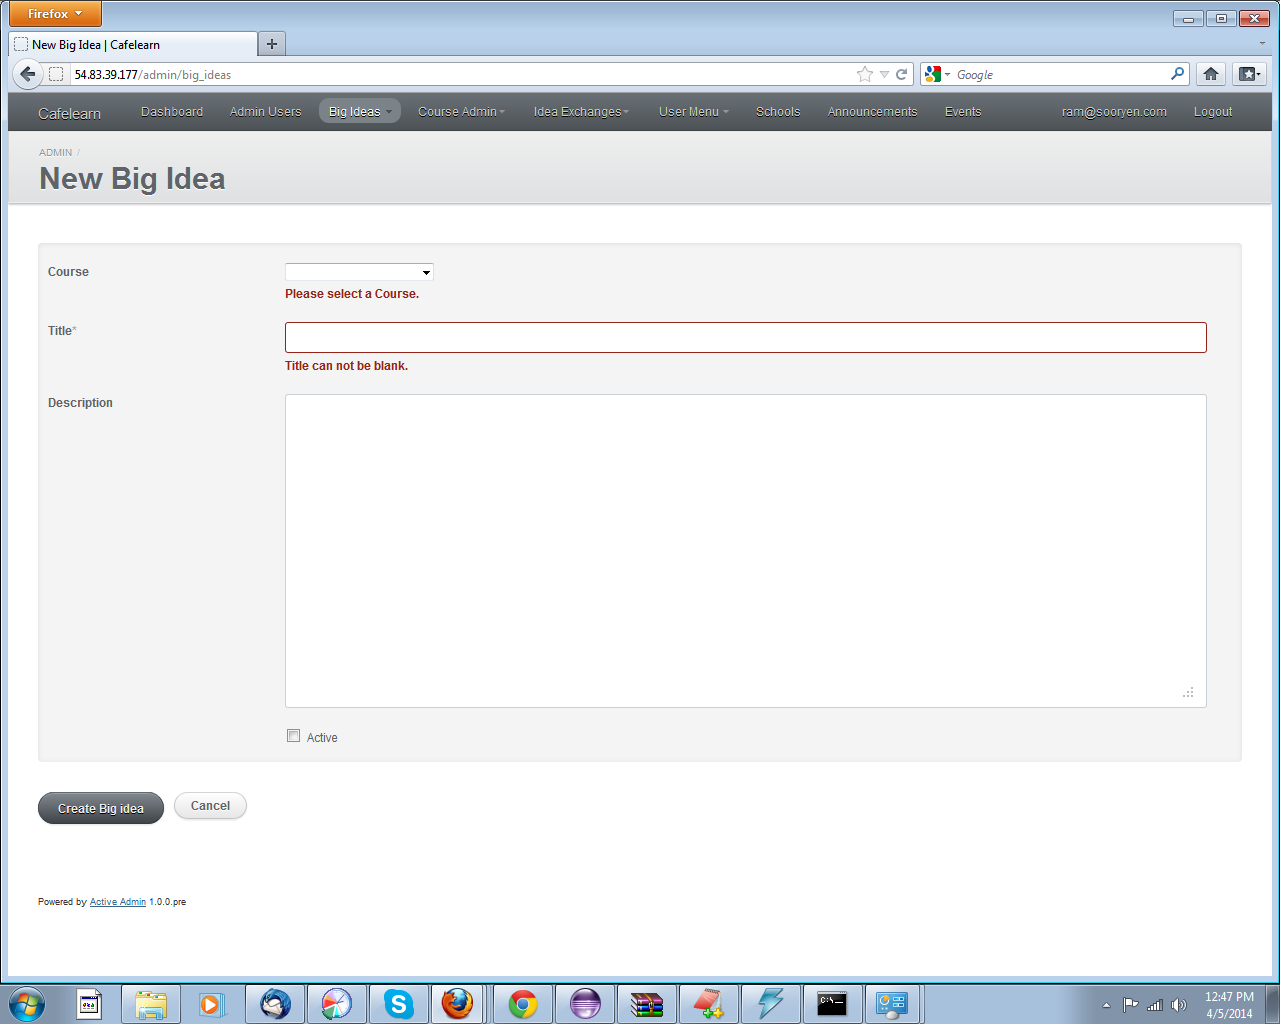 Firefox
New Big Idea | Cafelearn
54.83.39.177/admin/big_ideas
Google
Cafelearn Dashboard Admin Users Big Ideas Course Admin Idea Exchanges User Menu Schools Announcements Events ram@sooryen.com Logout
ADMIN /
New Big Idea
Course
Please select a Course.
Title*
Title can not be blank.
Description
Active
Create Big idea Cancel
Powered by Active Admin 1.0.0.pre
12:47 PM
4/5/2014